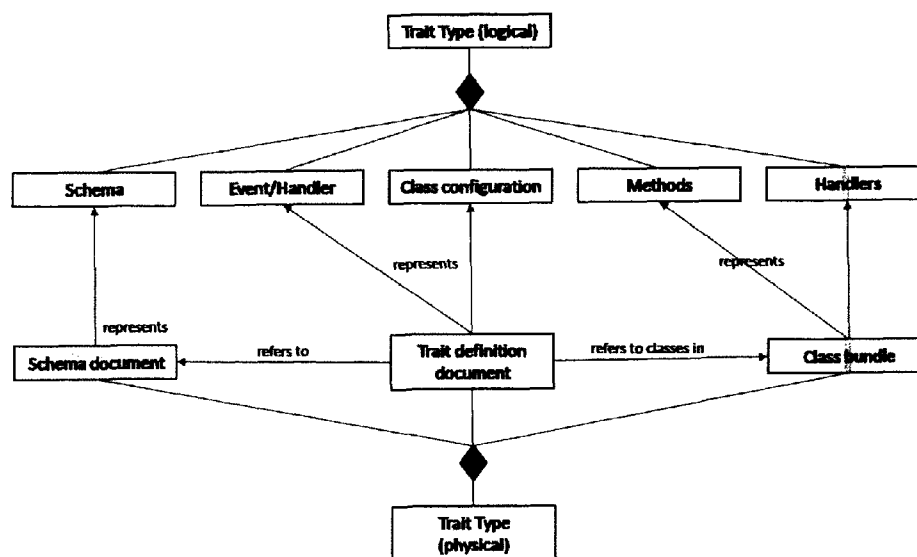 Trait Type (logical)
Schema
Event/Handler
Class configuration
Methods
Handlers
represents
represents
represents
Schema document
refers to
Trait definition
document
refers to classes in
Class bundle
Trait Type
(physical)